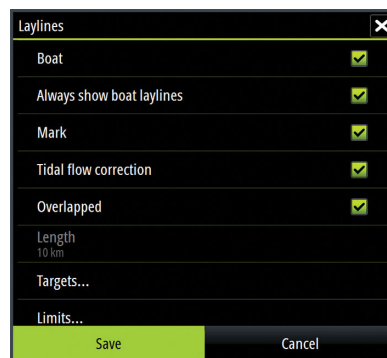 Laylines
Boat
Always show boat laylines
Mark
Tidal flow correction
Overlapped
Length
10 km
Targets...
Limits...
Save
Cancel